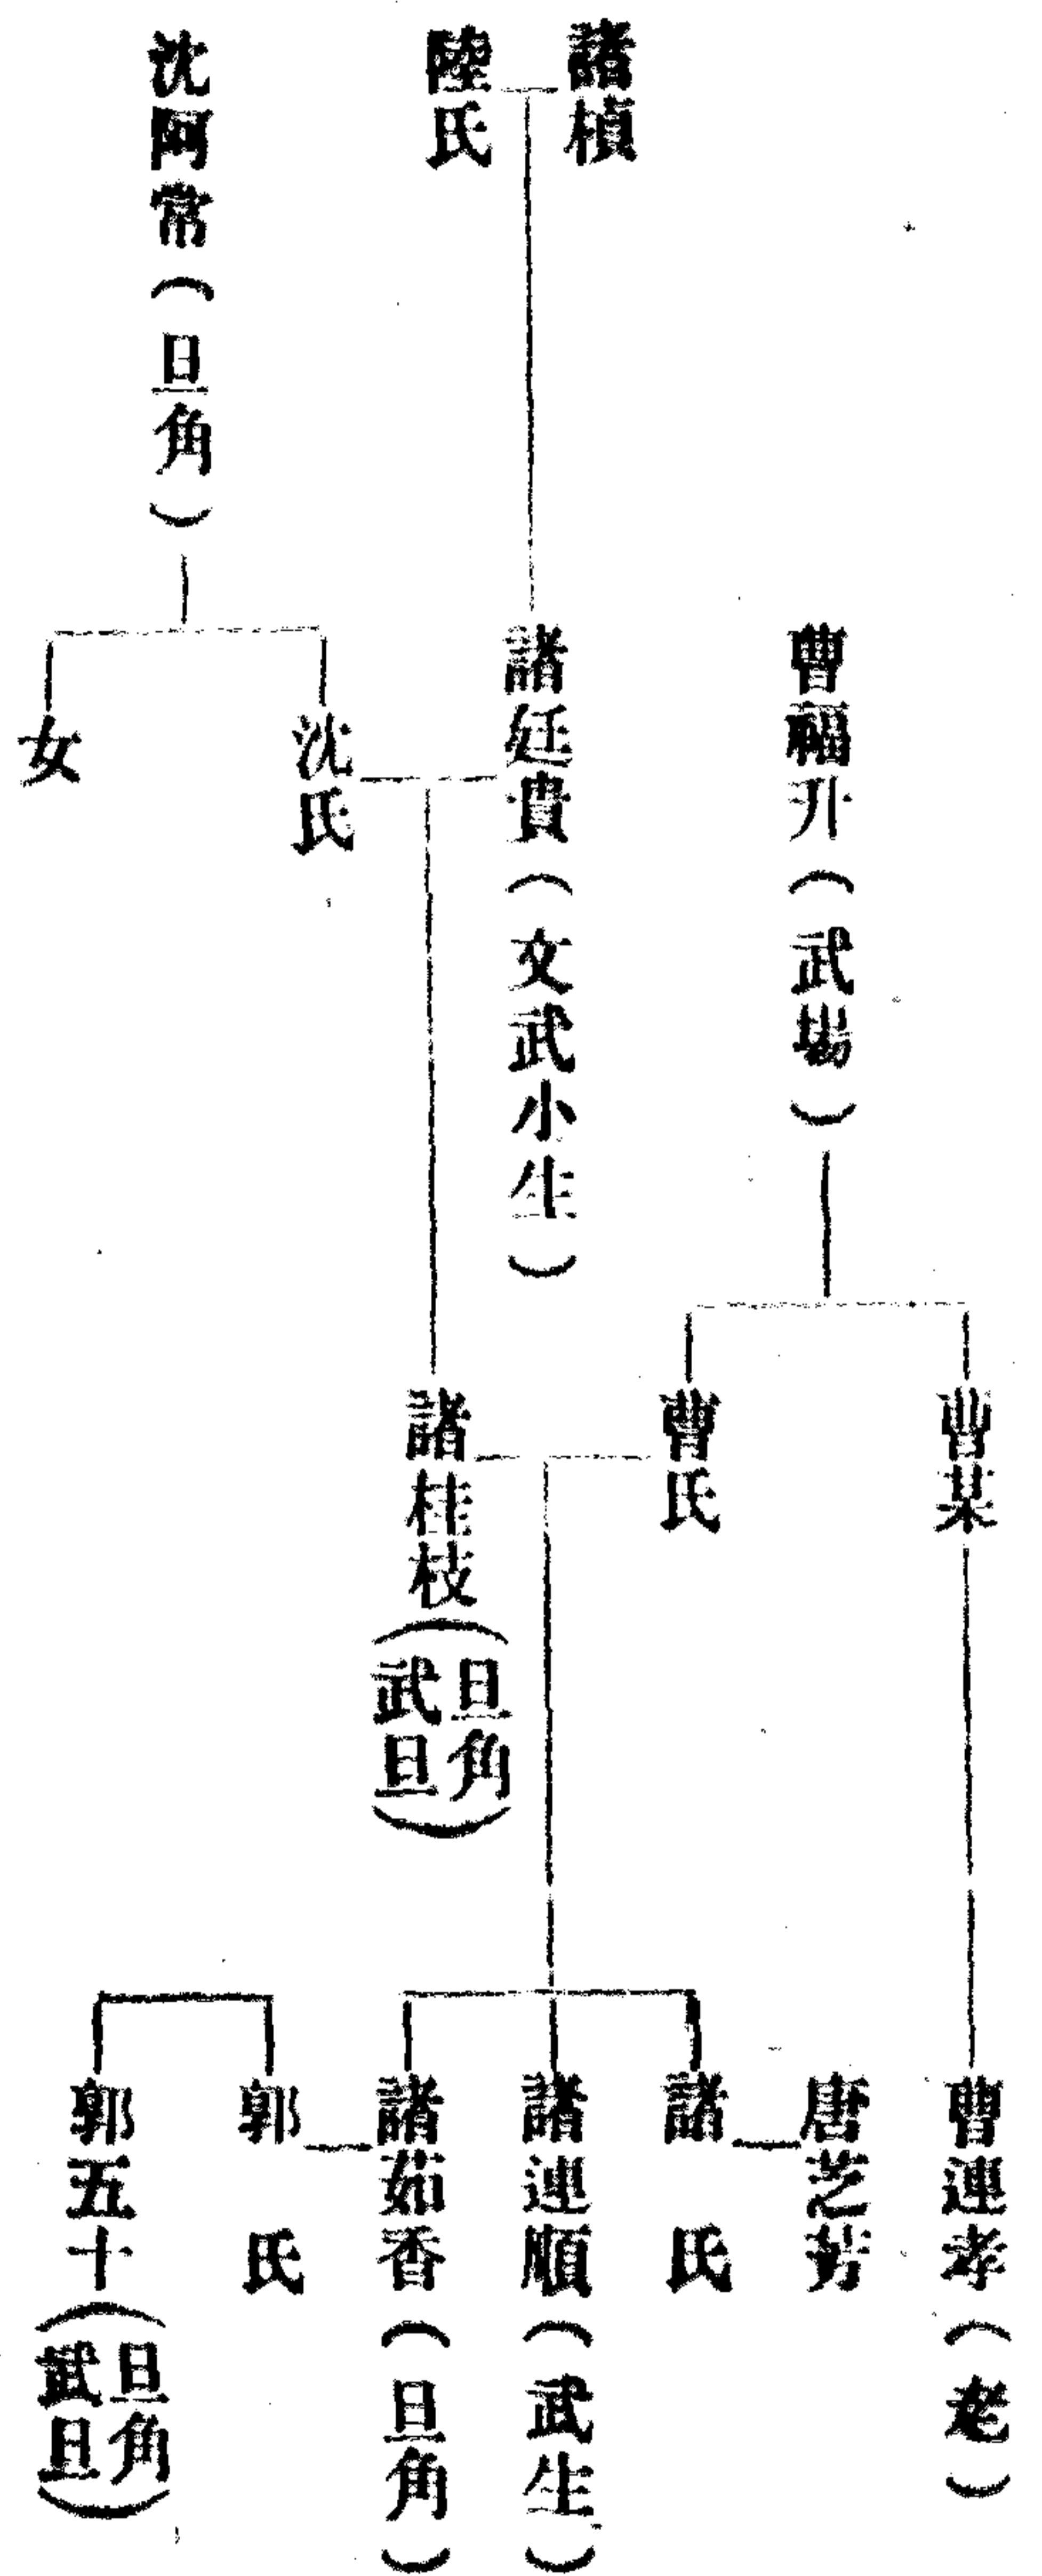 諸楨
陸氏
沈阿常（旦角）
曹福升（武場）
諸廷貴（文武小生）
沈氏
女
曹某
曹氏
諸桂枝（旦角武旦）
曹連孝（老）
唐芝芳
諸氏
諸連順（武生）
諸茹香（旦角）
郭氏
郭五十（旦角武旦）